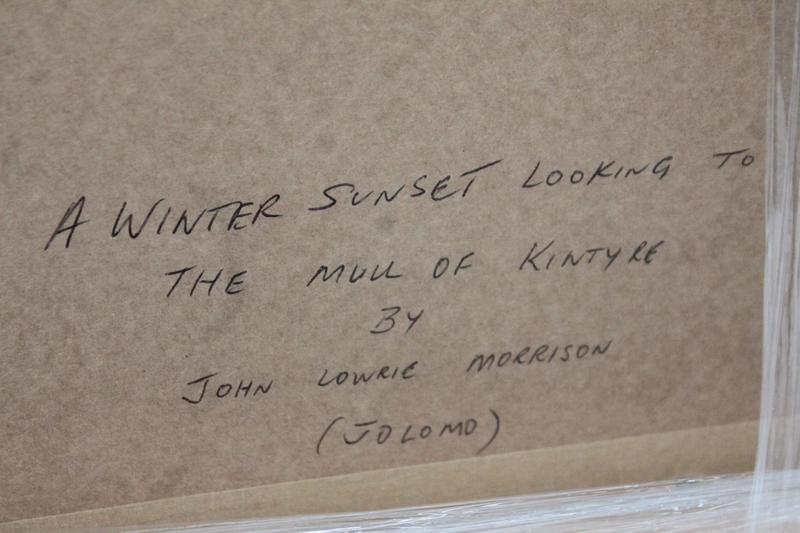 A WINTER SUNSET LOOKING TO
THE MULL OF KINTYRE
BY
JOHN LOWRIE MORRISON
(JOLOMO)